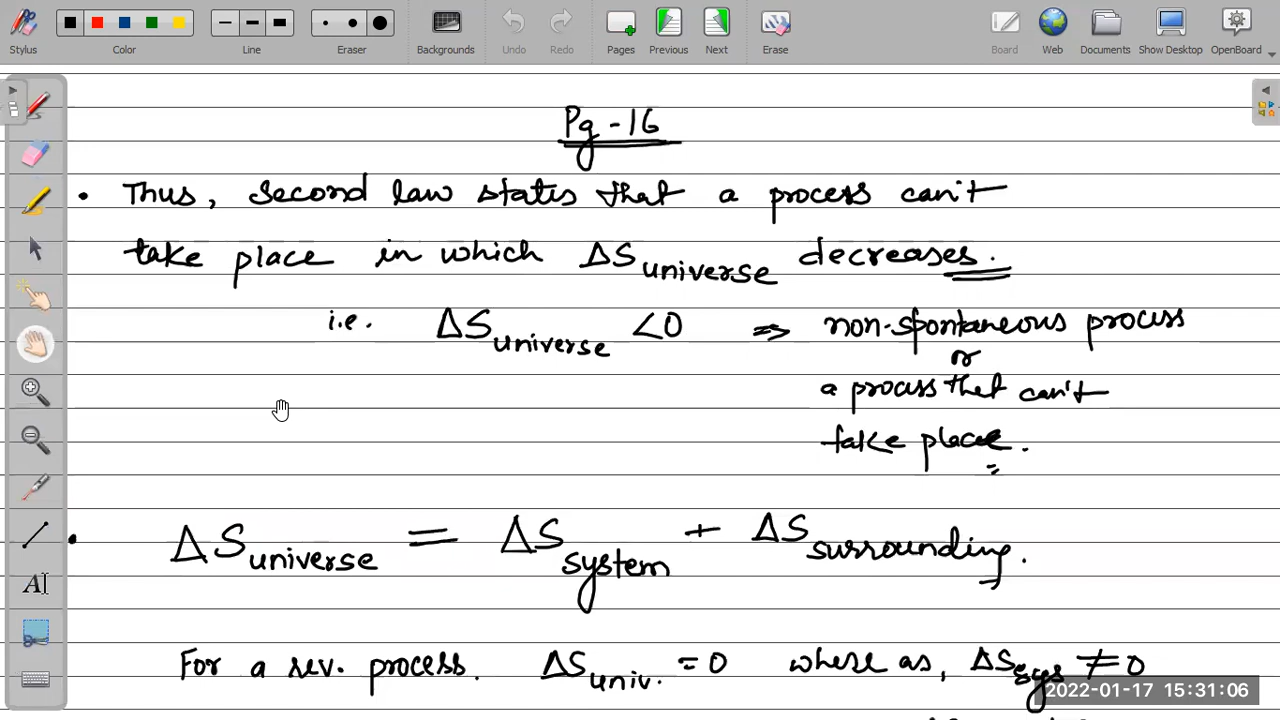 Stylus
Color
Line
Eraser
Backgrounds
Undo
Redo
Pages
Previous
Next
Erase
Board
Web
Documents
Show Desktop
OpenBoard
Pg - 16
• Thus, Second law states that a process can't
take place in which ΔS universe decreases.
i.e. ΔS universe <0 ⇒ non-spontaneous process
or
a process that can't
take place.
• ΔS universe = ΔS system + ΔS surrounding.
For a rev. process. ΔS univ. = 0 where as, ΔS sys ≠ 0
2022-01-17 15:31:06